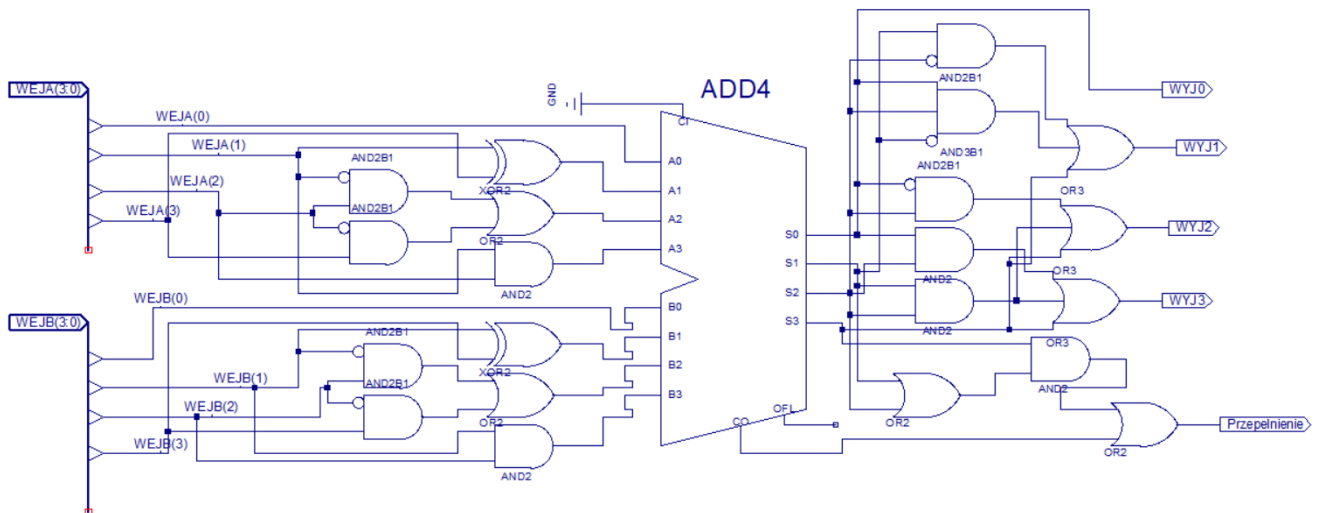 WEJA(3:0)
WEJA(0)
WEJA(1)
WEJA(2)
WEJA(3)
AND2B1
AND2B1
XOR2
OR2
AND2
WEJB(3:0)
WEJB(0)
WEJB(1)
WEJB(2)
WEJB(3)
AND2B1
AND2B1
XOR2
OR2
AND2
GND
ADD4
CI
A0
A1
A2
A3
B0
B1
B2
B3
S0
S1
S2
S3
CO
OFL
AND2B1
AND3B1
AND2B1
AND2
AND2
OR3
OR3
OR3
AND2
OR2
OR2
WYJ0
WYJ1
WYJ2
WYJ3
Przepełnienie